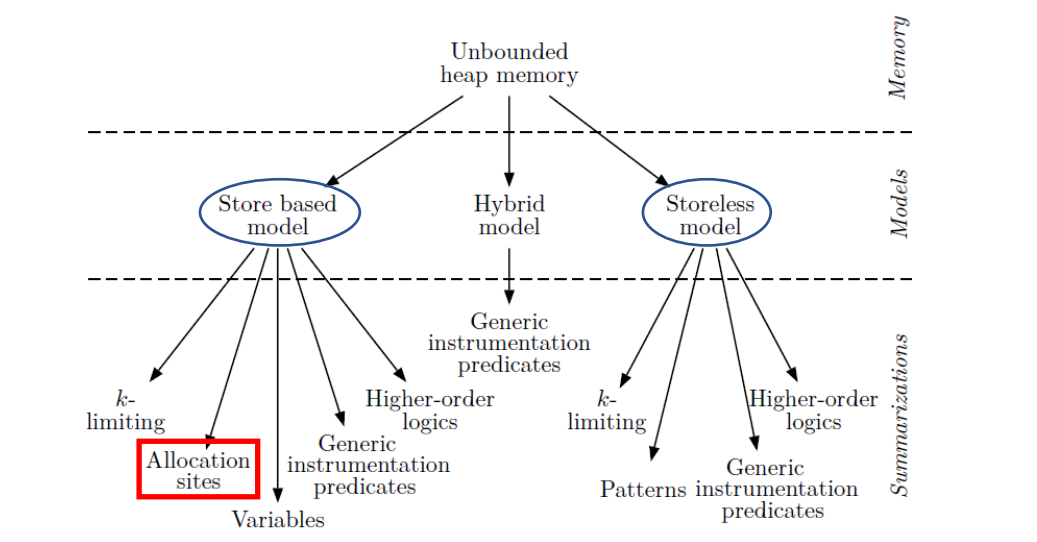 Unbounded
heap memory
Memory
Store based
model
Hybrid
model
Storeless
model
Models
Generic
instrumentation
predicates
k-
limiting
Allocation
sites
Variables
Generic
instrumentation
predicates
Higher-order
logics
k-
limiting
Patterns
Generic
instrumentation
predicates
Higher-order
logics
Summarizations